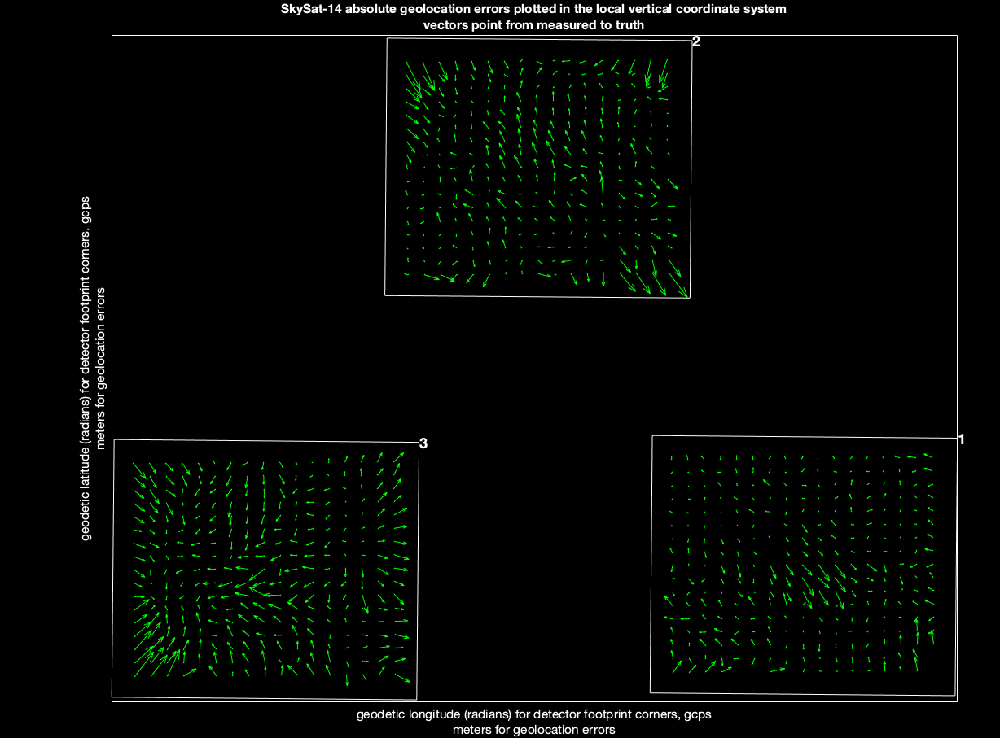 SkySat-14 absolute geolocation errors plotted in the local vertical coordinate system
vectors point from measured to truth
2
geodetic latitude (radians) for detector footprint corners, gcps
meters for geolocation errors
3
1
geodetic longitude (radians) for detector footprint corners, gcps
meters for geolocation errors